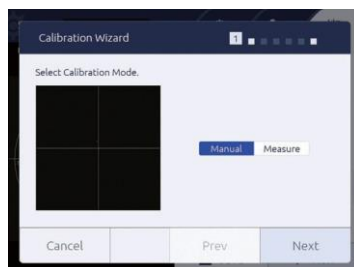 Calibration Wizard
1
Select Calibration Mode.
Manual Measure
Cancel Prev Next